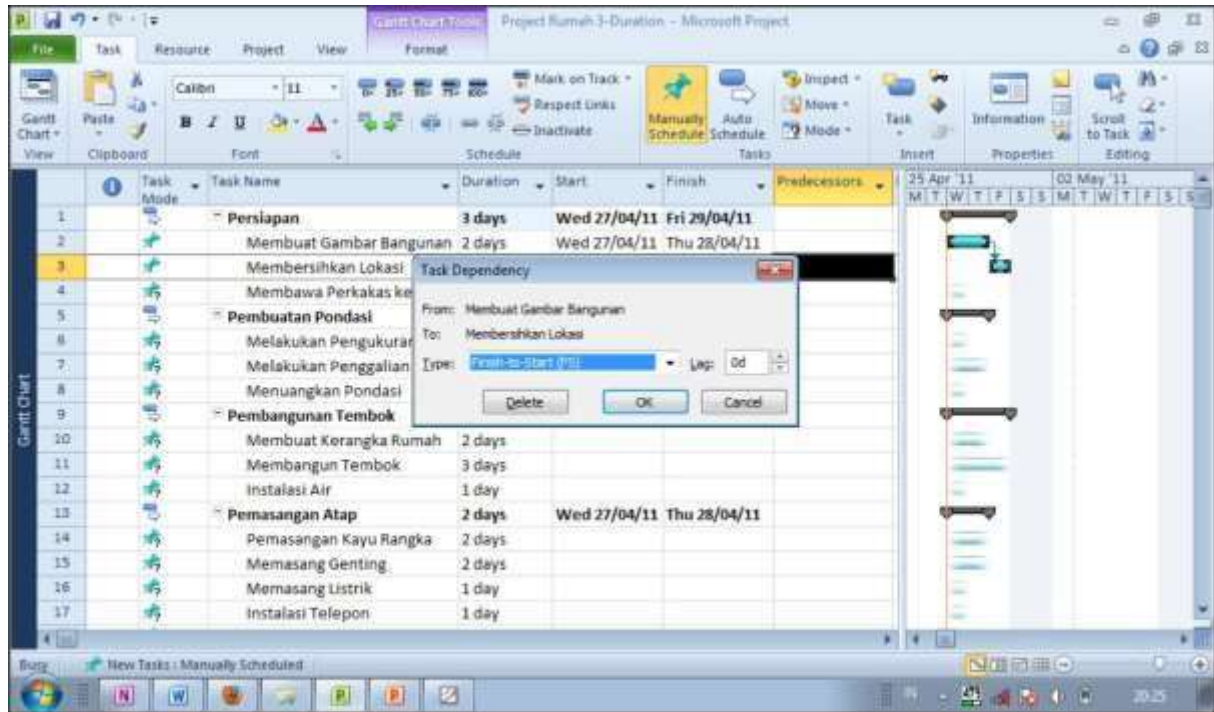 Gantt Chart Tools Project Rumah 3-Duration - Microsoft Project
File Task Resource Project View Format
Calibri 11 Mark on Track Inspect
Respect Links Move
Inactivate Mode
B I U
Gantt Chart Paste Manually Schedule Auto Schedule Task Information Scroll to Task
View Clipboard Font Schedule Tasks Insert Properties Editing
Task Mode Task Name Duration Start Finish Predecessors 25 Apr '11 02 May '11
M T W T F S S M T W T F S S
1 Persiapan 3 days Wed 27/04/11 Fri 29/04/11
2 Membuat Gambar Bangunan 2 days Wed 27/04/11 Thu 28/04/11
3 Membersihkan Lokasi
4 Membawa Perkakas ke
5 Pembuatan Pondasi
6 Melakukan Pengukuran
7 Melakukan Penggalian
8 Menuangkan Pondasi
9 Pembangunan Tembok
10 Membuat Kerangka Rumah 2 days
11 Membangun Tembok 3 days
12 Instalasi Air 1 day
13 Pemasangan Atap 2 days Wed 27/04/11 Thu 28/04/11
14 Pemasangan Kayu Rangka 2 days
15 Memasang Genting 2 days
16 Memasang Listrik 1 day
17 Instalasi Telepon 1 day
Task Dependency
From: Membuat Gambar Bangunan
To: Membersihkan Lokasi
Type: Finish-to-Start (FS) Lag: 0d
Delete OK Cancel
Gantt Chart
Busy New Tasks : Manually Scheduled
20:25